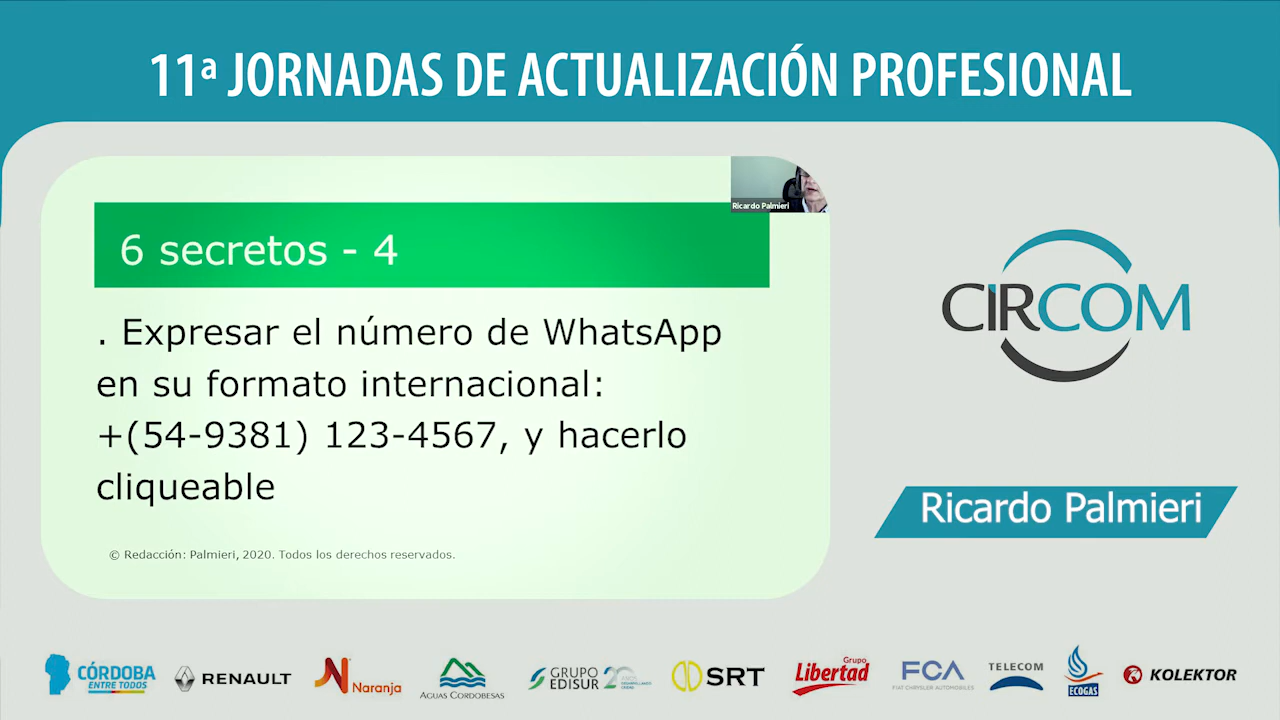 11ª JORNADAS DE ACTUALIZACIÓN PROFESIONAL
Ricardo Palmieri
6 secretos - 4
. Expresar el número de WhatsApp
en su formato internacional:
+(54-9381) 123-4567, y hacerlo
cliqueable
© Redacción: Palmieri, 2020. Todos los derechos reservados.
CIRCOM
Ricardo Palmieri
CÓRDOBA
ENTRE TODOS
RENAULT
N Naranja
AGUAS CORDOBESAS
GRUPO
EDISUR
SRT
Grupo
Libertad
FCA
FIAT CHRYSLER AUTOMOBILES
TELECOM
ECOGAS
KOLEKTOR